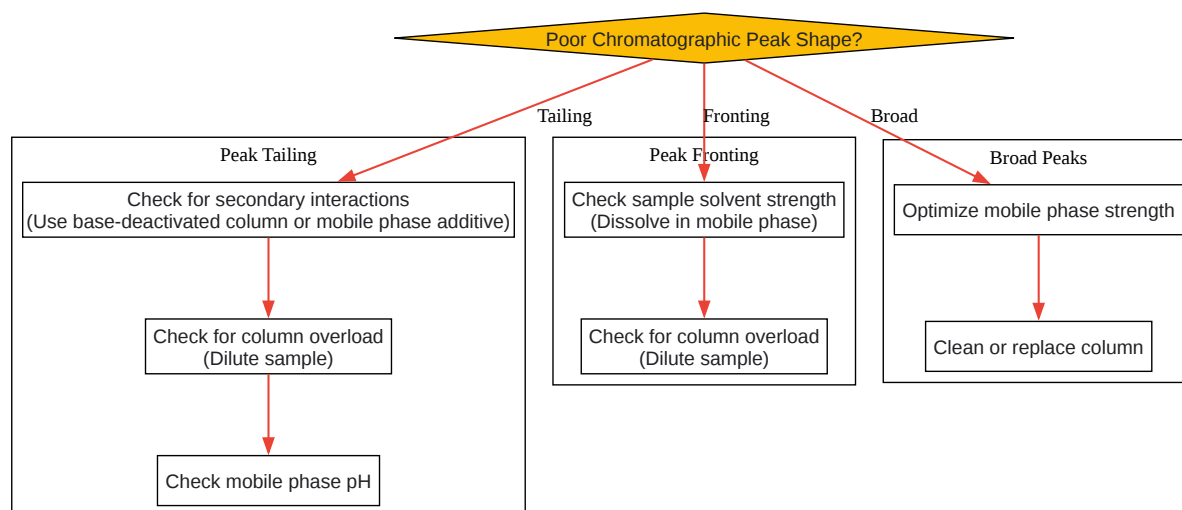 Poor Chromatographic Peak Shape?
Tailing
Fronting
Broad
Peak Tailing
Check for secondary interactions
(Use base-deactivated column or mobile phase additive)
Check for column overload
(Dilute sample)
Check mobile phase pH
Peak Fronting
Check sample solvent strength
(Dissolve in mobile phase)
Check for column overload
(Dilute sample)
Broad Peaks
Optimize mobile phase strength
Clean or replace column